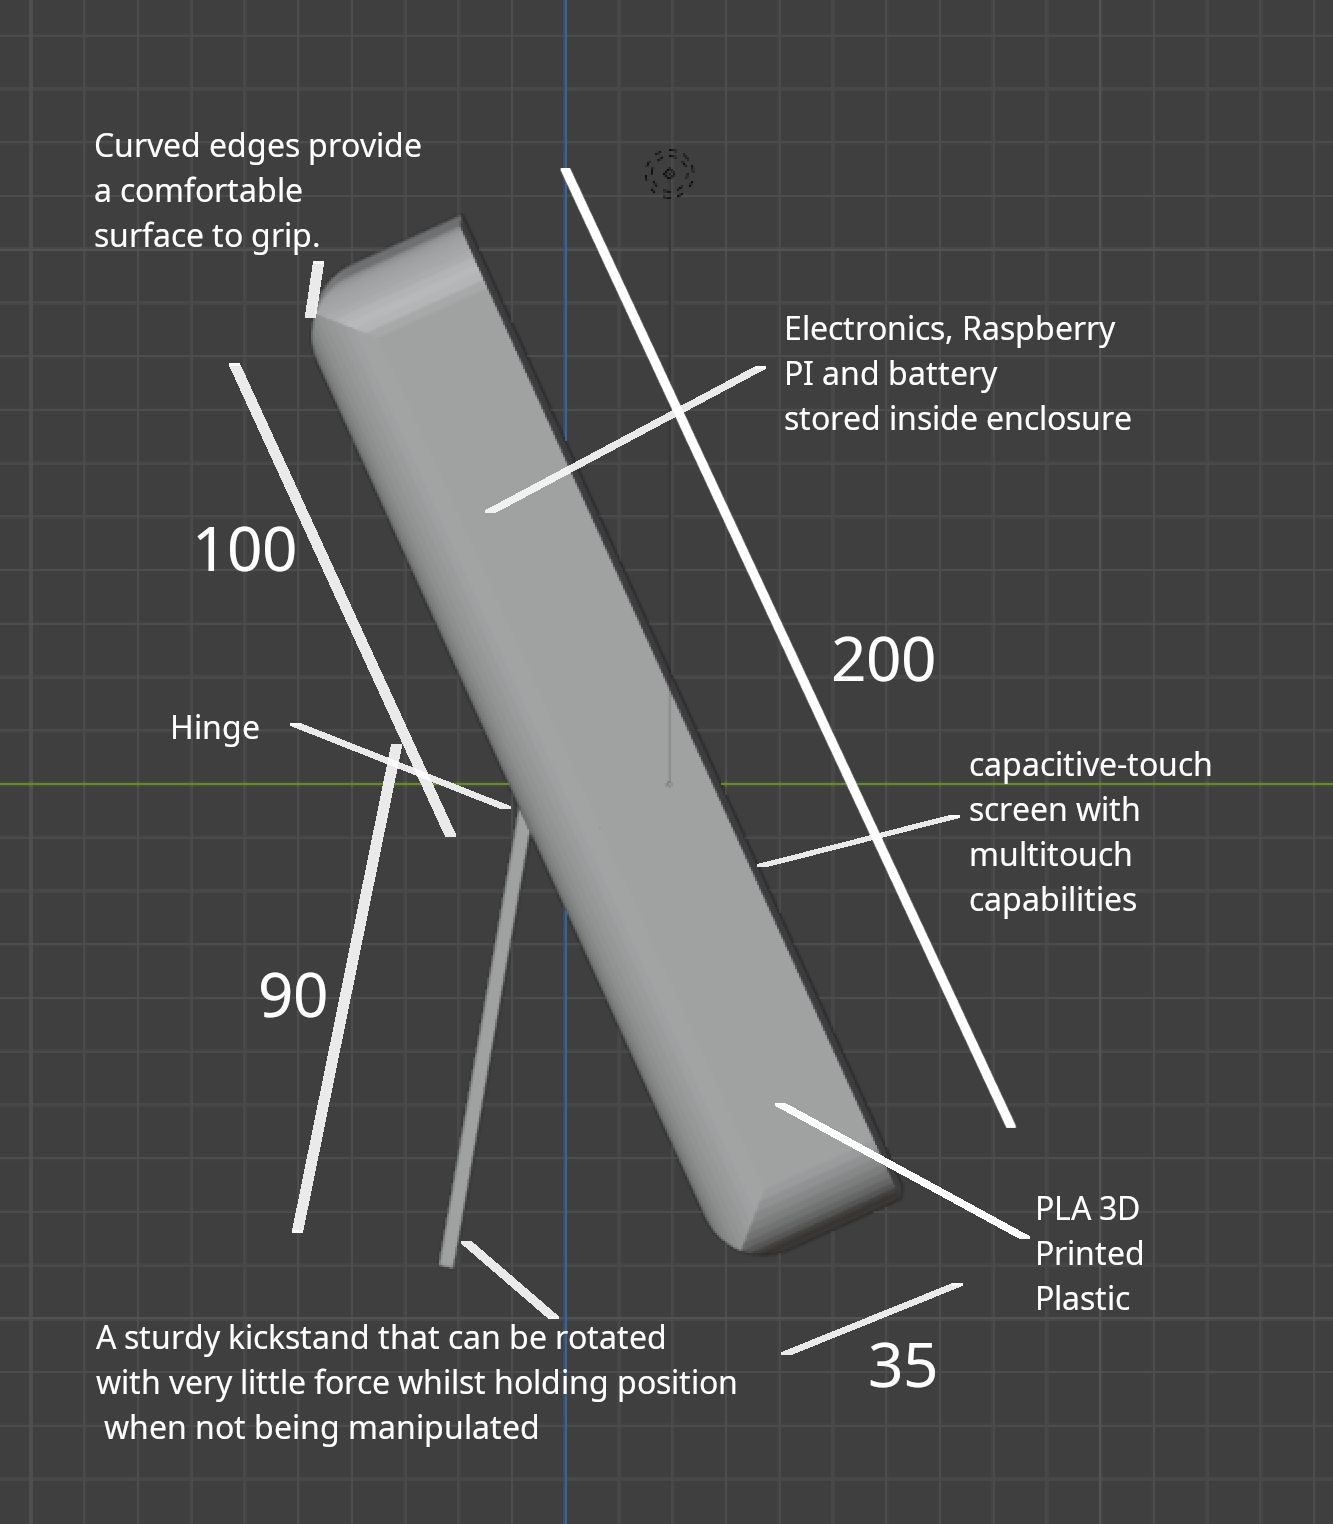 Curved edges provide
a comfortable
surface to grip.
Electronics, Raspberry
PI and battery
stored inside enclosure
100
200
Hinge
capacitive-touch
screen with
multitouch
capabilities
90
PLA 3D
Printed
Plastic
A sturdy kickstand that can be rotated
with very little force whilst holding position
when not being manipulated
35